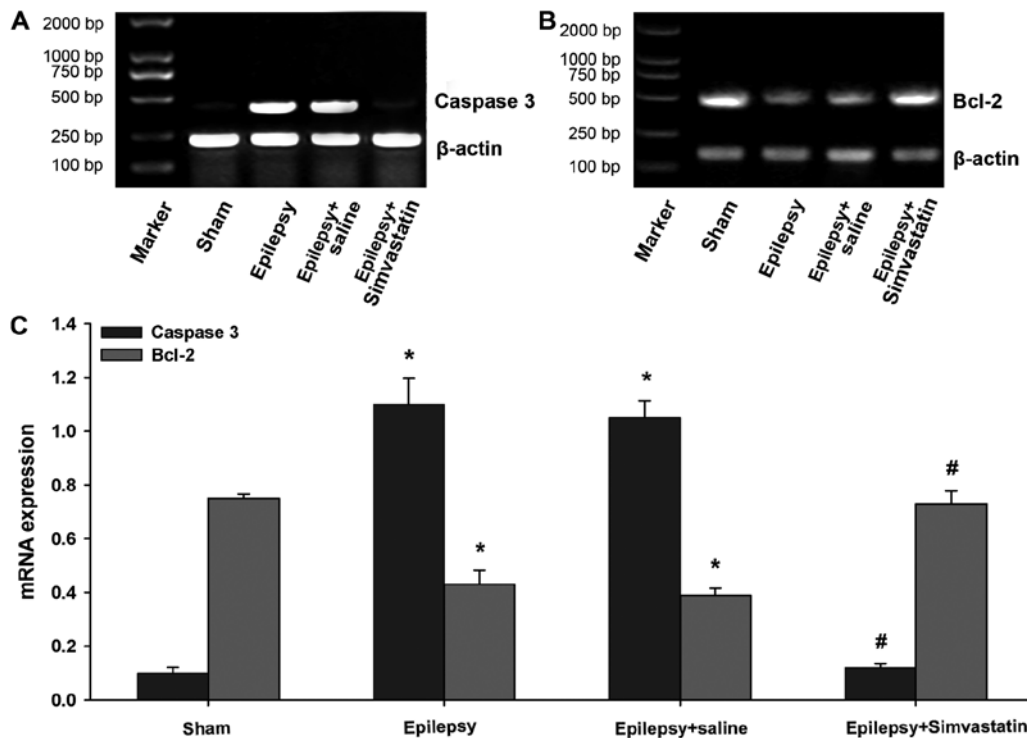 A
2000 bp
1000 bp
750 bp
500 bp
250 bp
100 bp
Caspase 3
β-actin
Marker
Sham
Epilepsy
Epilepsy+
saline
Epilepsy+
Simvastatin
B
2000 bp
1000 bp
750 bp
500 bp
250 bp
100 bp
Bcl-2
β-actin
Marker
Sham
Epilepsy
Epilepsy+
saline
Epilepsy+
Simvastatin
C
Caspase 3
Bcl-2
mRNA expression
1.4
1.2
1.0
0.8
0.6
0.4
0.2
0.0
*
*
*
*
#
#
Sham
Epilepsy
Epilepsy+saline
Epilepsy+Simvastatin